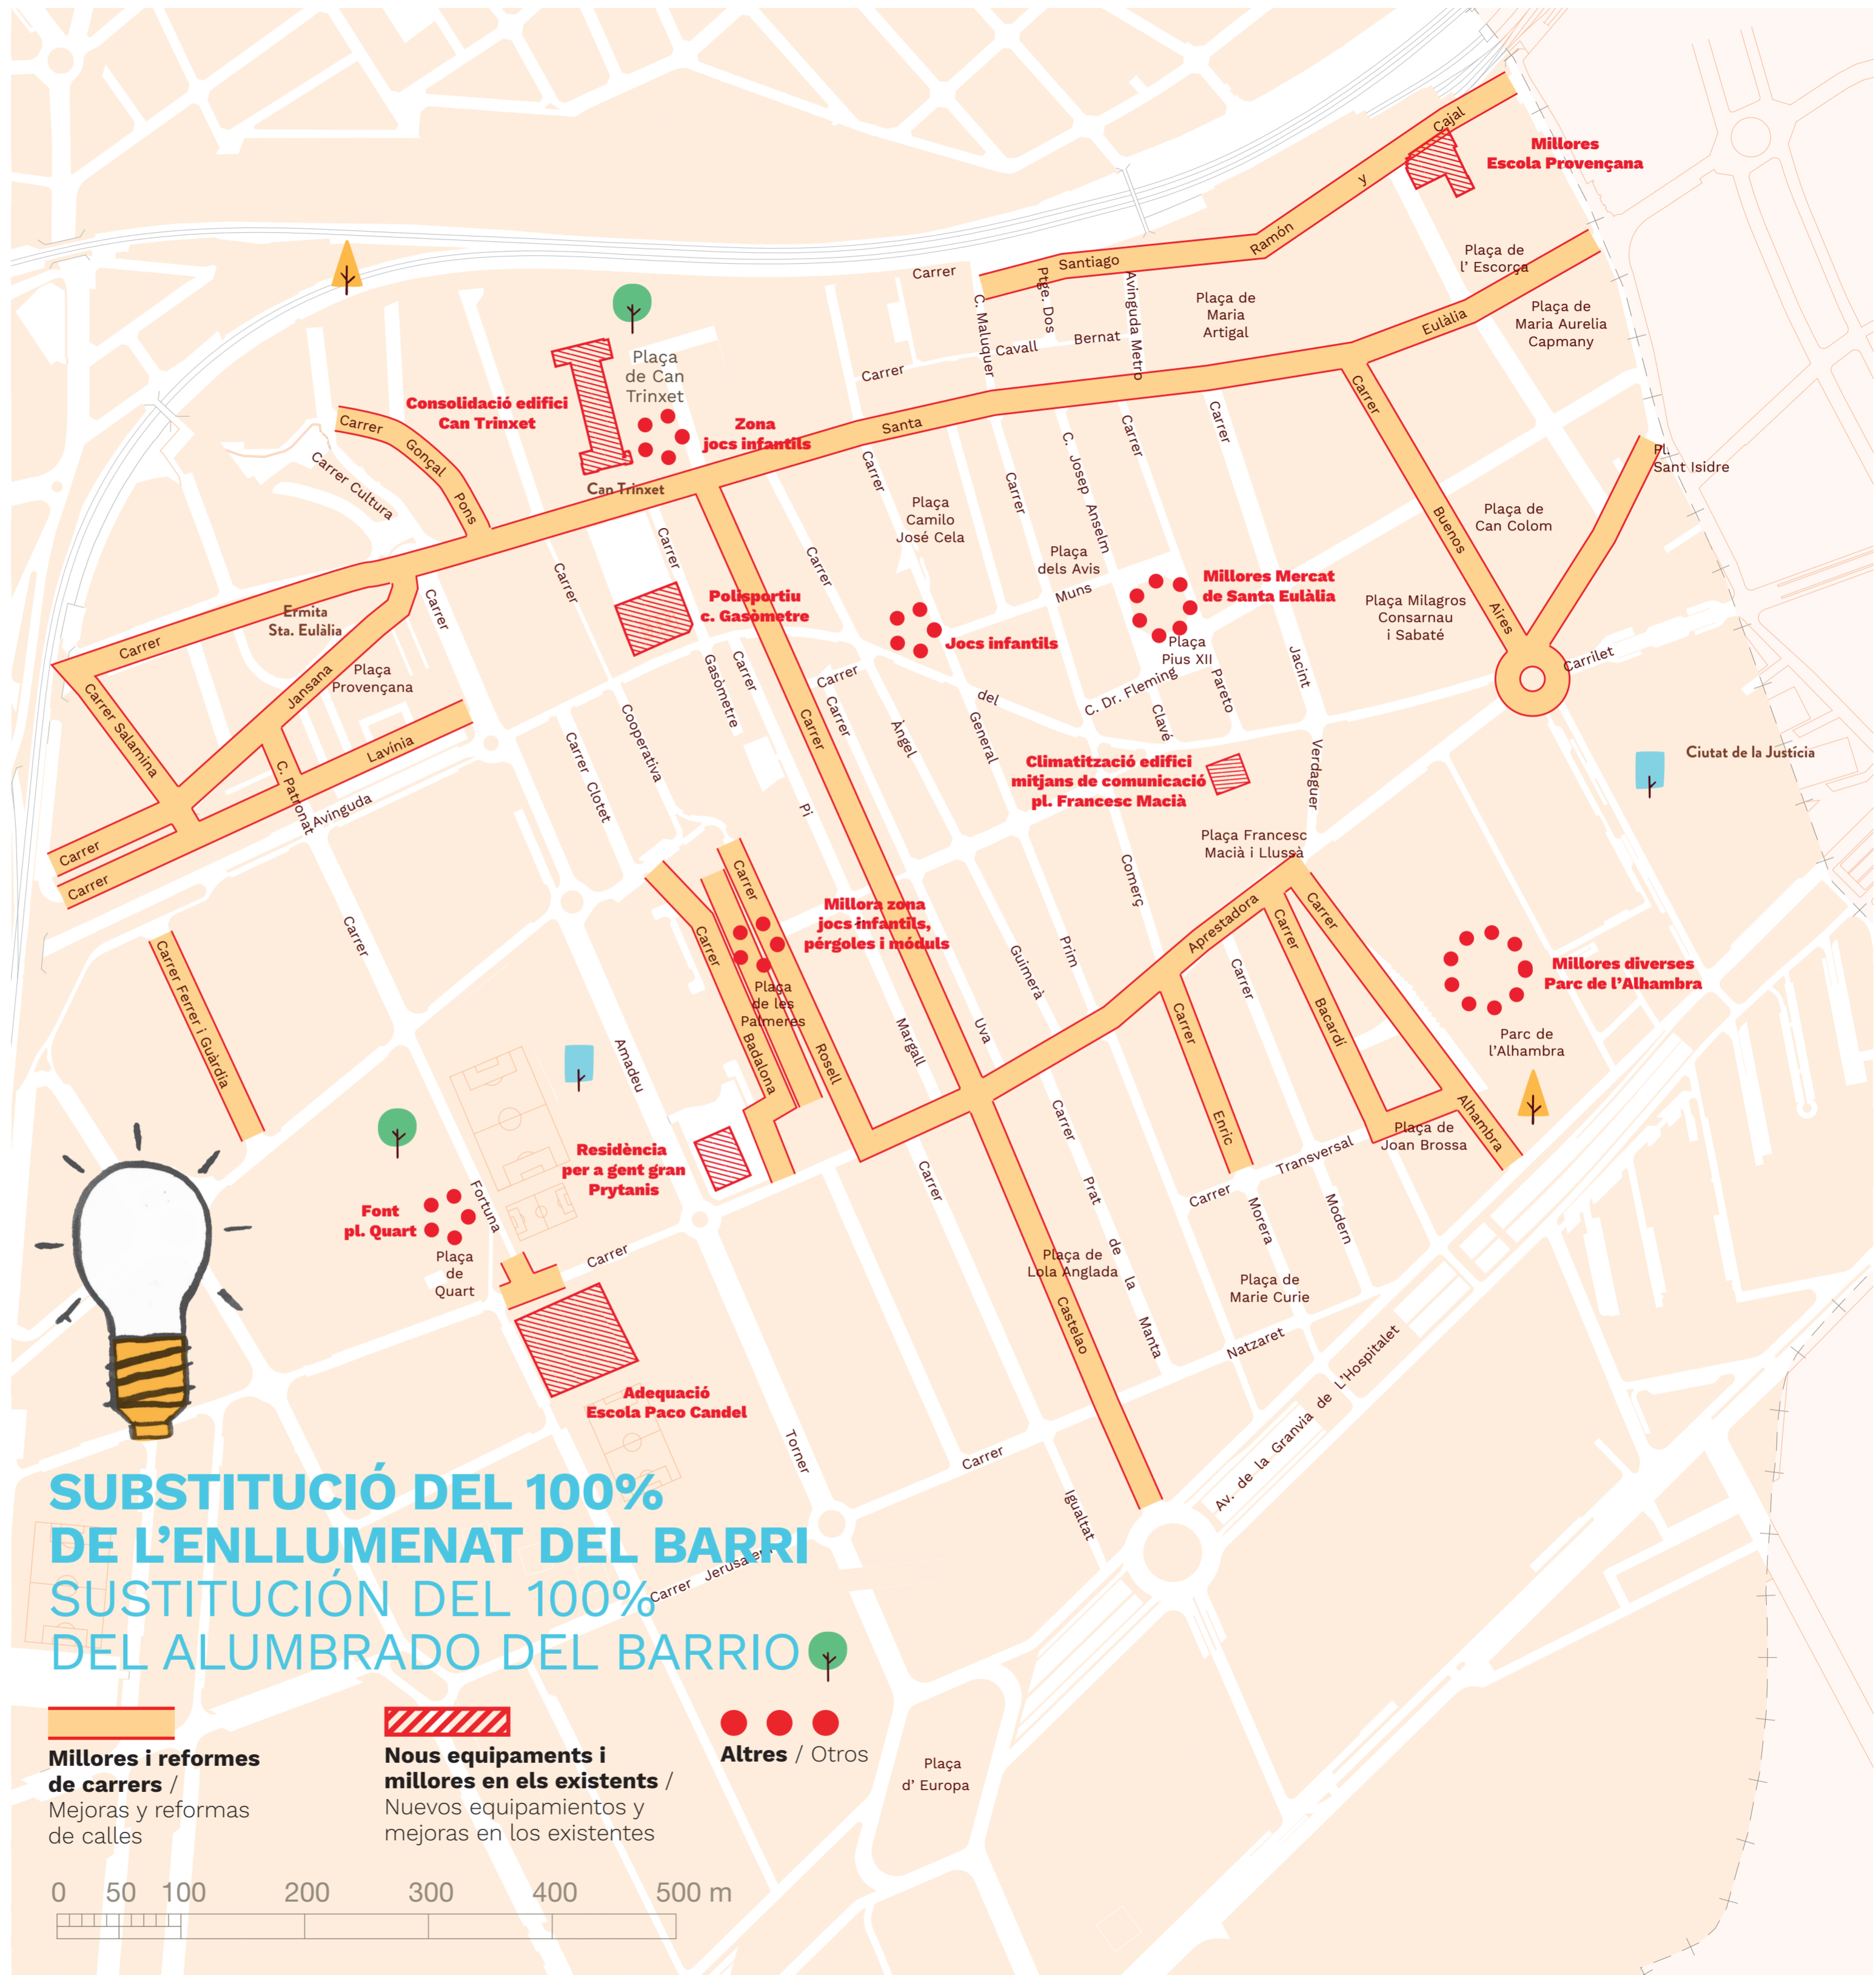 Cajal
Millores
Escola Provençana
y
Ramón
Santiago
Carrer
Plaça de
l’ Escorça
Ptge. Dos
Avinguda Metro
C. Maluquer
Plaça de
Maria
Artigal
Plaça de
Maria Aurelia
Capmany
Eulàlia
Bernat
Cavall
Carrer
Plaça
de Can
Trinxet
Consolidació edifici
Can Trinxet
Zona
jocs infantils
Santa
Carrer
Gonçal
Pons
Carrer Cultura
Can Trinxet
Carrer
Carrer
Carrer
Carrer
Carrer
C. Josep Anselm
Pl.
Sant Isidre
Plaça
Camilo
José Cela
Plaça de
Can Colom
Buenos
Aires
Plaça
dels Avis
Muns
Millores Mercat
de Santa Eulàlia
Plaça
Pius XII
Plaça Milagros
Consarnau
i Sabaté
Carrilet
Carrer
Carrer
Carrer
Carrer
Polisportiu
c. Gasòmetre
Jocs infantils
Ermita
Sta. Eulàlia
Carrer
Plaça
Provençana
Jansana
Carrer Salamina
Lavinia
C. Patronat
Avinguda
Carrer
Carrer
Gasòmetre
Carrer
Carrer
Carrer
Carrer
Cooperativa
Carrer Clotet
Àngel
del
General
C. Dr. Fleming
Clavé
Pareto
Jacint
Verdaguer
Climatització edifici
mitjans de comunicació
pl. Francesc Macià
Ciutat de la Justícia
Pi
Plaça Francesc
Macià i Llussà
Comerç
Carrer
Carrer
Carrer
Millora zona
jocs infantils,
pérgoles i móduls
Plaça
de les
Palmeres
Badalona
Rosell
Margall
Uva
Guimerà
Prim
Aprestadora
Carrer
Carrer
Carrer
Carrer
Bacardí
Enric
Alhambra
Millores diverses
Parc de l’Alhambra
Parc de
l’Alhambra
Plaça de
Joan Brossa
Carrer Ferrer i Guàrdia
Carrer
Amadeu
Fortuna
Residència
per a gent gran
Prytanis
Font
pl. Quart
Plaça
de
Quart
Carrer
Carrer
Carrer
Prat
de
la
Manta
Carrer
Transversal
Morera
Modern
Plaça de
Lola Anglada
Plaça de
Marie Curie
Castelao
Natzaret
Av. de la Granvia de L’Hospitalet
Adequació
Escola Paco Candel
Torner
Carrer
Igualtat
Carrer Jerusalem
SUBSTITUCIÓ DEL 100%
DE L’ENLLUMENAT DEL BARRI
SUSTITUCIÓN DEL 100%
DEL ALUMBRADO DEL BARRIO
Plaça
d’ Europa
Millores i reformes
de carrers /
Mejoras y reformas
de calles
Nous equipaments i
millores en els existents /
Nuevos equipamientos y
mejoras en los existentes
Altres / Otros
0 50 100 200 300 400 500 m